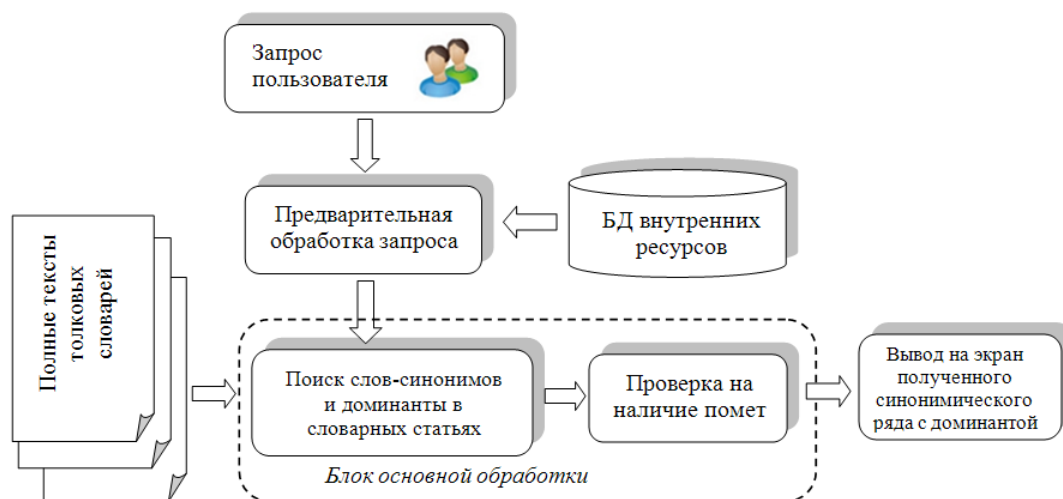 Запрос
пользователя
Предварительная
обработка запроса
БД внутренних
ресурсов
Полные тексты
толковых
словарей
Поиск слов-синонимов
и доминанты в
словарных статьях
Проверка на
наличие помет
Вывод на экран
полученного
синонимического
ряда с доминантой
Блок основной обработки